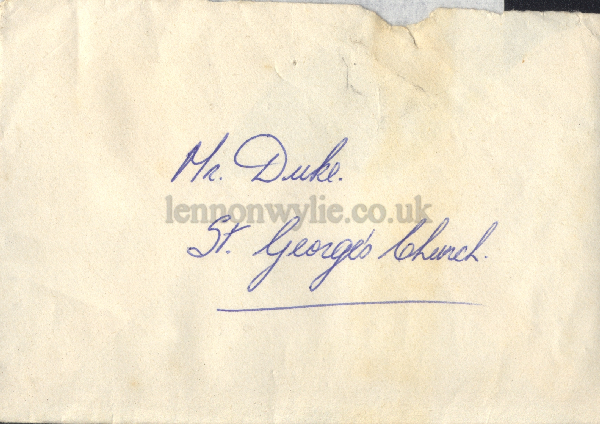 Mr. Duke.
lennonwylie.co.uk
St. George's Church.